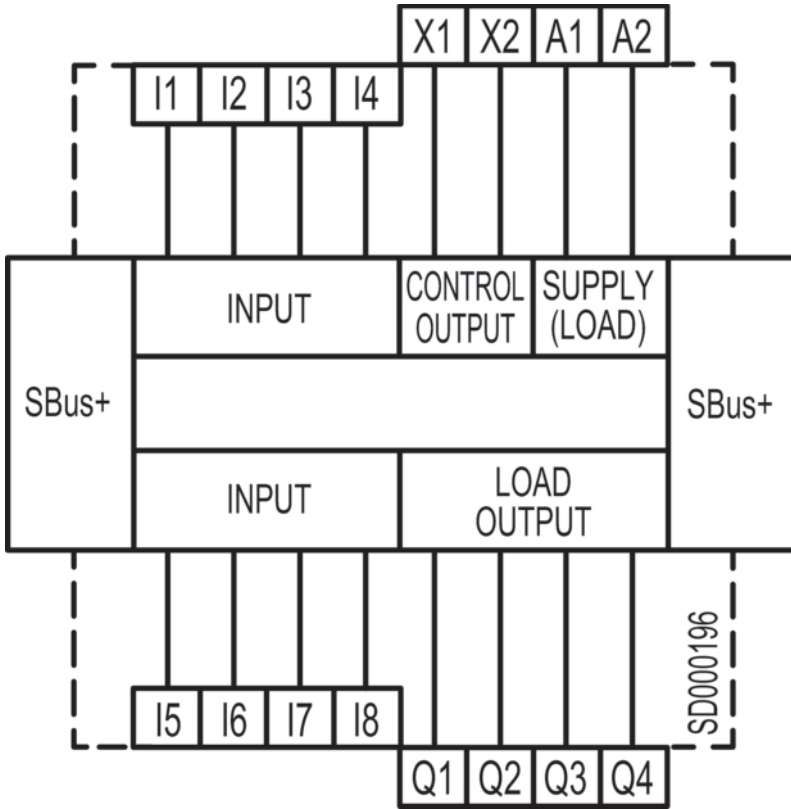 X1 X2 A1 A2
I1 I2 I3 I4
INPUT
CONTROL
OUTPUT
SUPPLY
(LOAD)
SBus+
SBus+
INPUT
LOAD
OUTPUT
SD000196
I5 I6 I7 I8
Q1 Q2 Q3 Q4